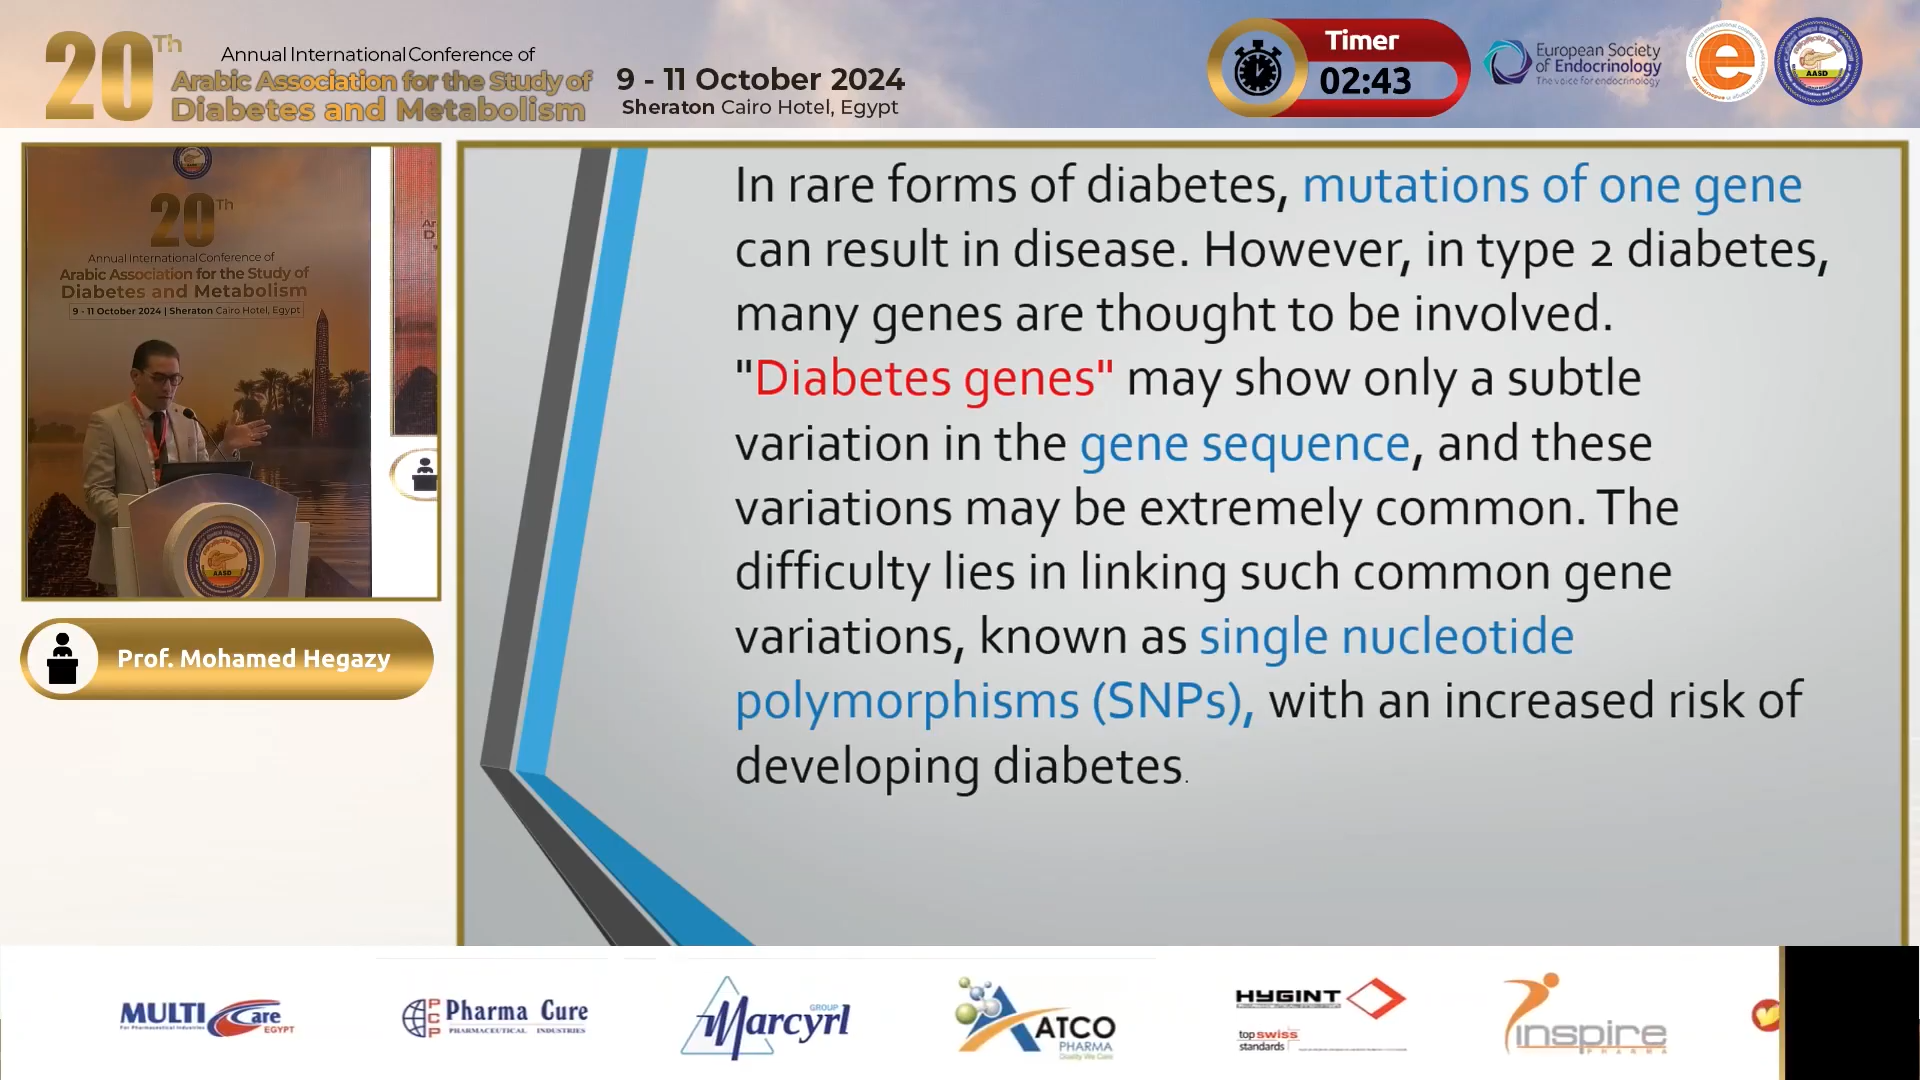 20Th
Annual International Conference of
Arabic Association for the Study of
Diabetes and Metabolism
9 - 11 October 2024
Sheraton Cairo Hotel, Egypt
Timer
02:43
European Society
of Endocrinology
The voice for endocrinology
e
AASD
20Th
Annual International Conference of
Arabic Association for the Study of
Diabetes and Metabolism
9 - 11 October 2024 | Sheraton Cairo Hotel, Egypt
Ar
D
AASD
Prof. Mohamed Hegazy
In rare forms of diabetes, mutations of one gene
can result in disease. However, in type 2 diabetes,
many genes are thought to be involved.
"Diabetes genes" may show only a subtle
variation in the gene sequence, and these
variations may be extremely common. The
difficulty lies in linking such common gene
variations, known as single nucleotide
polymorphisms (SNPs), with an increased risk of
developing diabetes.
MULTI Care
For Pharmaceutical Industries EGYPT
PCP Pharma Cure
PHARMACEUTICAL INDUSTRIES
Marcyrl GROUP
ATCO
PHARMA
Quality We Care
HYGINT
top swiss
standards
inspire
PHARMA